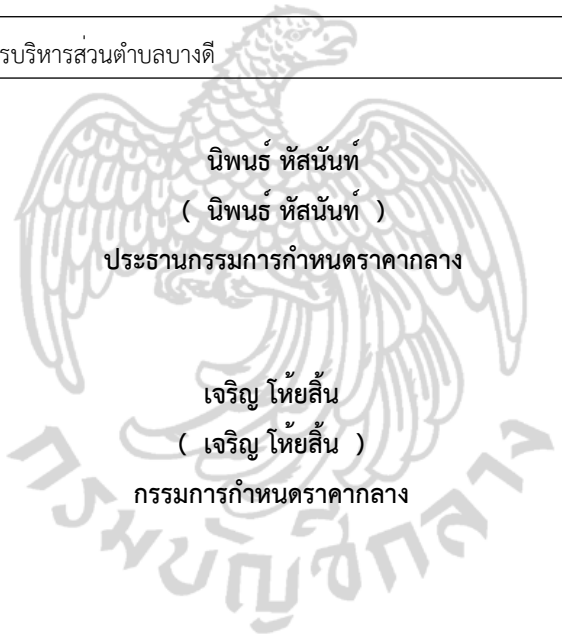 รบริหารส่วนตำบลบางดี
นิพนธ์ หัสนันท์
( นิพนธ์ หัสนันท์ )
ประธานกรรมการกำหนดราคากลาง
เจริญ โห้ยสิ้น
( เจริญ โห้ยสิ้น )
กรรมการกำหนดราคากลาง
กรมบัญชีกลาง